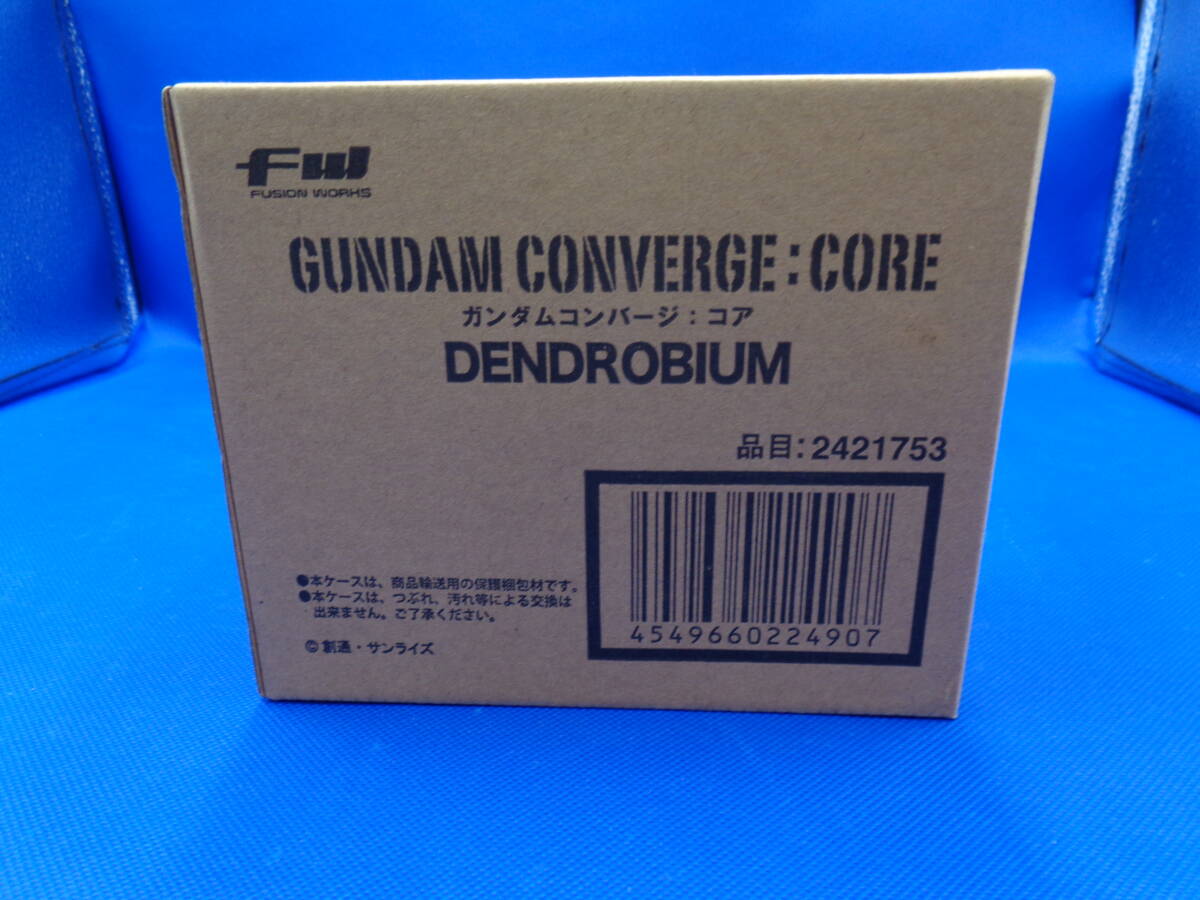 FW
FUSION WORKS
GUNDAM CONVERGE:CORE
ガンダムコンバージ:コア
DENDROBIUM
品目:2421753
4549660224907
●本ケースは、商品輸送用の保護梱包材です。
●本ケースは、つぶれ、汚れ等による交換は
出来ません。ご了承ください。
©創通・サンライズ